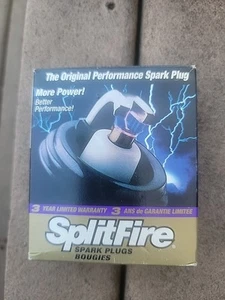 The Original Performance Spark Plug
More Power!
Better
Performance!
3 YEAR LIMITED WARRANTY 3 ANS de GARANTIE LIMITEE
SplitFire
SPARK PLUGS
BOUGIES